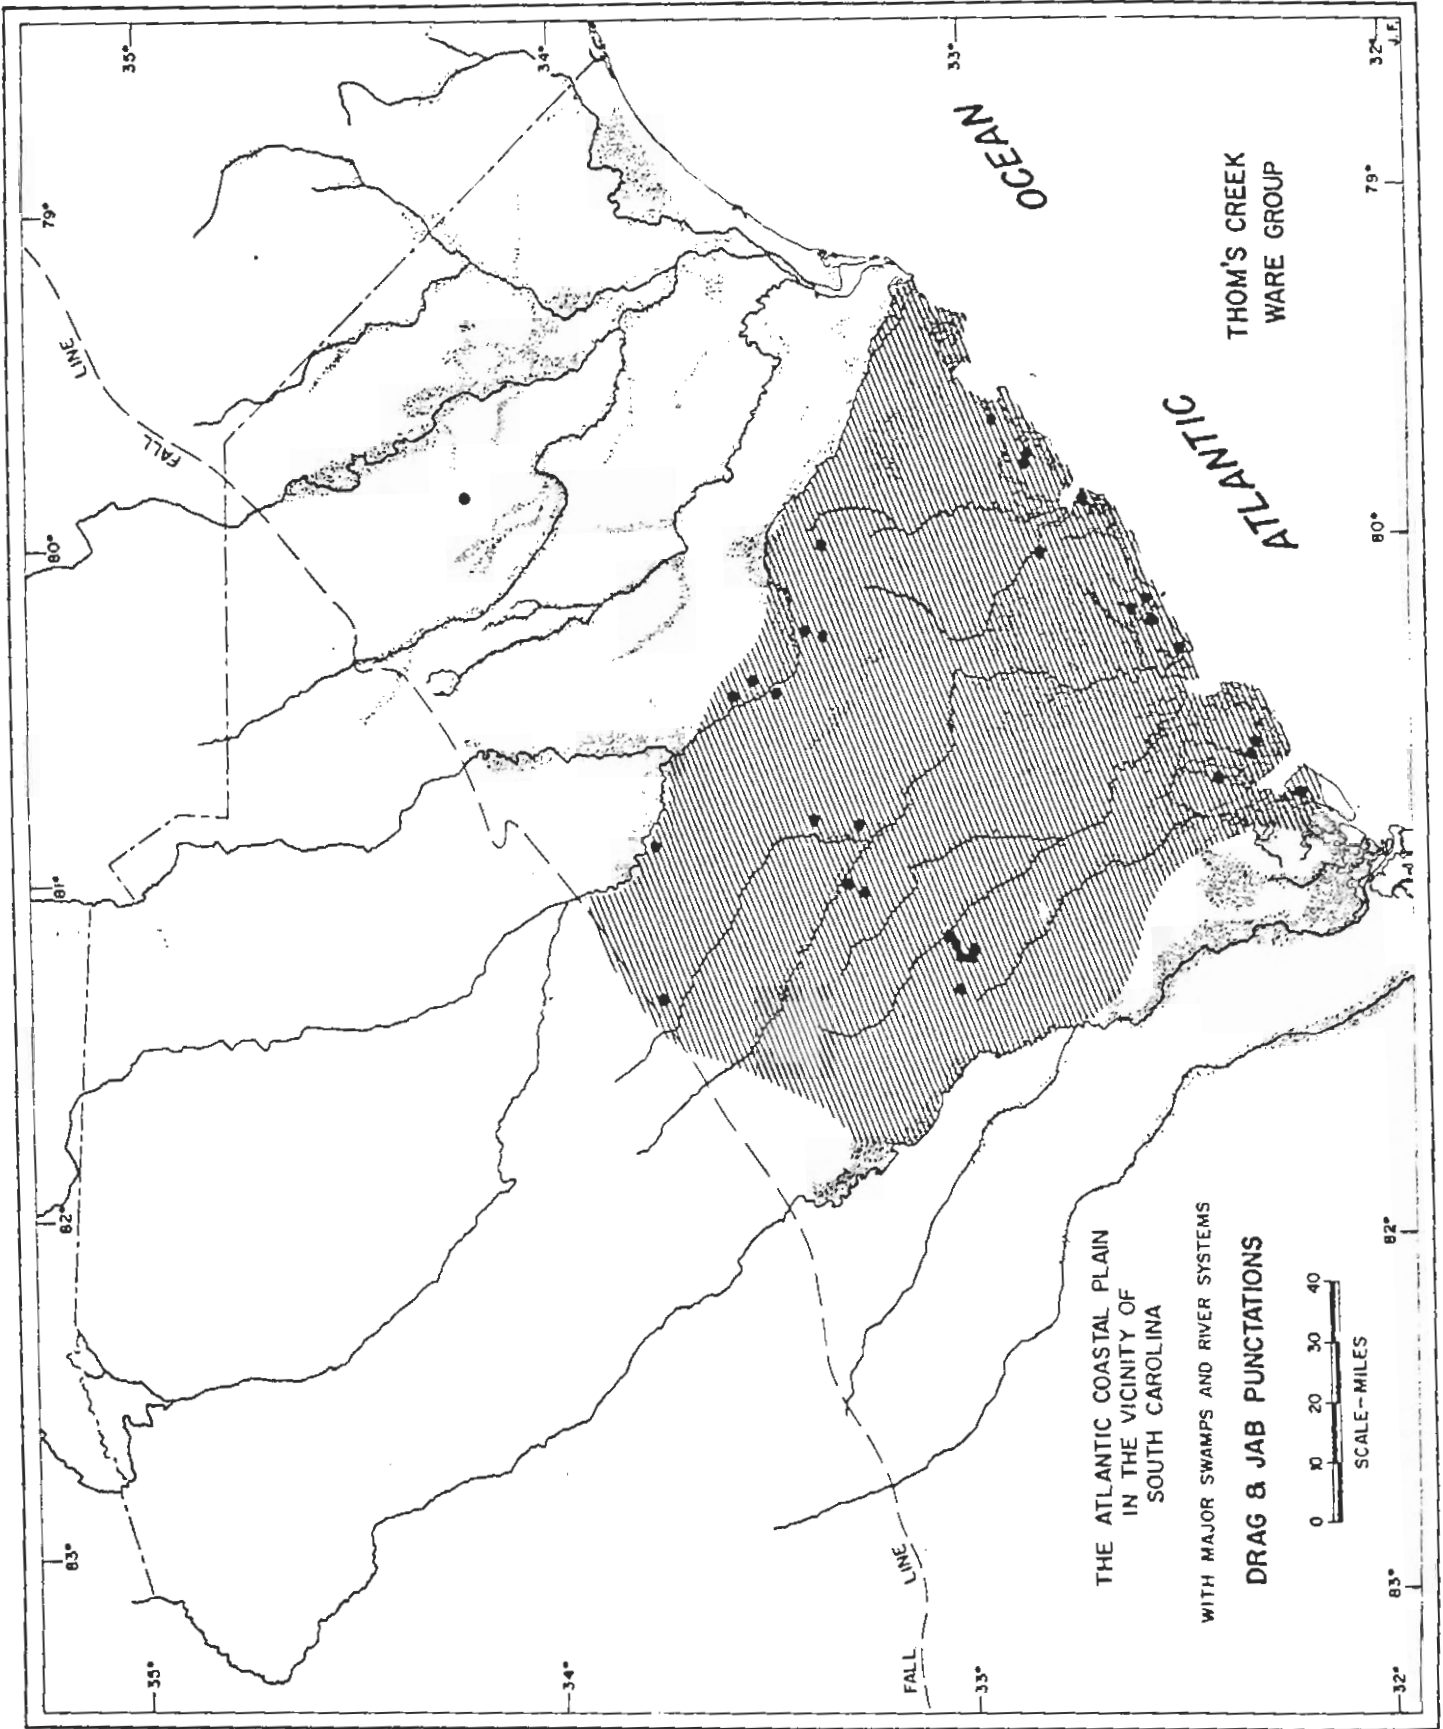 83°
82°
81°
80°
79°
35°
35°
34°
34°
33°
33°
32°
32°
J.F.
83°
82°
80°
79°
FALL
LINE
FALL
LINE
ATLANTIC
OCEAN
THOM'S CREEK
WARE GROUP
THE ATLANTIC COASTAL PLAIN
IN THE VICINITY OF
SOUTH CAROLINA
WITH MAJOR SWAMPS AND RIVER SYSTEMS
DRAG & JAB PUNCTATIONS
0 10 20 30 40
SCALE-MILES